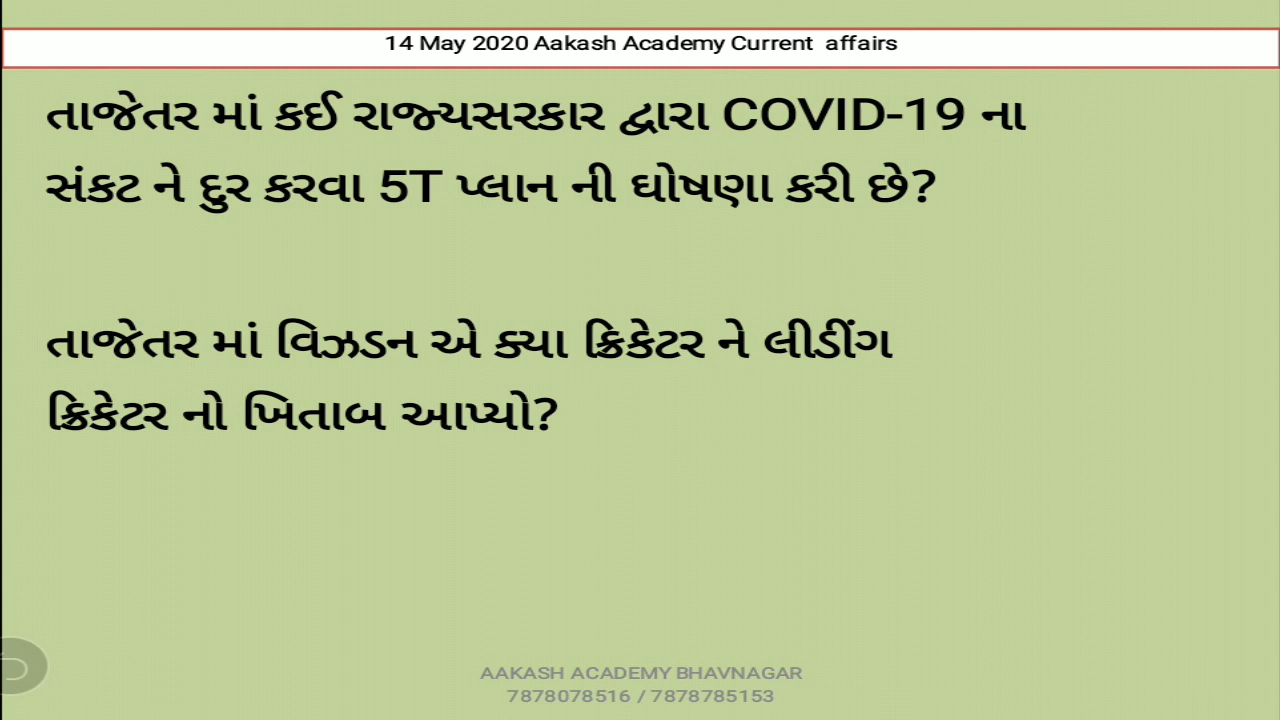 14 May 2020 Aakash Academy Current affairs
તાજેતર માં કઈ રાજ્યસરકાર દ્વારા COVID-19 ના
સંકટ ને દુર કરવા 5T પ્લાન ની ઘોષણા કરી છે?
તાજેતર માં વિઝડન એ ક્યા ક્રિકેટર ને લીડીંગ
ક્રિકેટર નો ખિતાબ આપ્યો?
AAKASH ACADEMY BHAVNAGAR
7878078516 / 7878785153